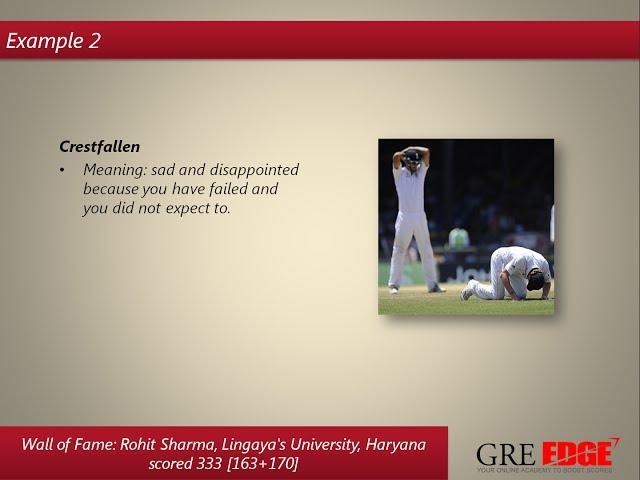 Example 2
Crestfallen
• Meaning: sad and disappointed
because you have failed and
you did not expect to.
Wall of Fame: Rohit Sharma, Lingaya's University, Haryana
scored 333 [163+170]
GRE EDGE7
YOUR ONLINE ACADEMY TO BOOST SCORES